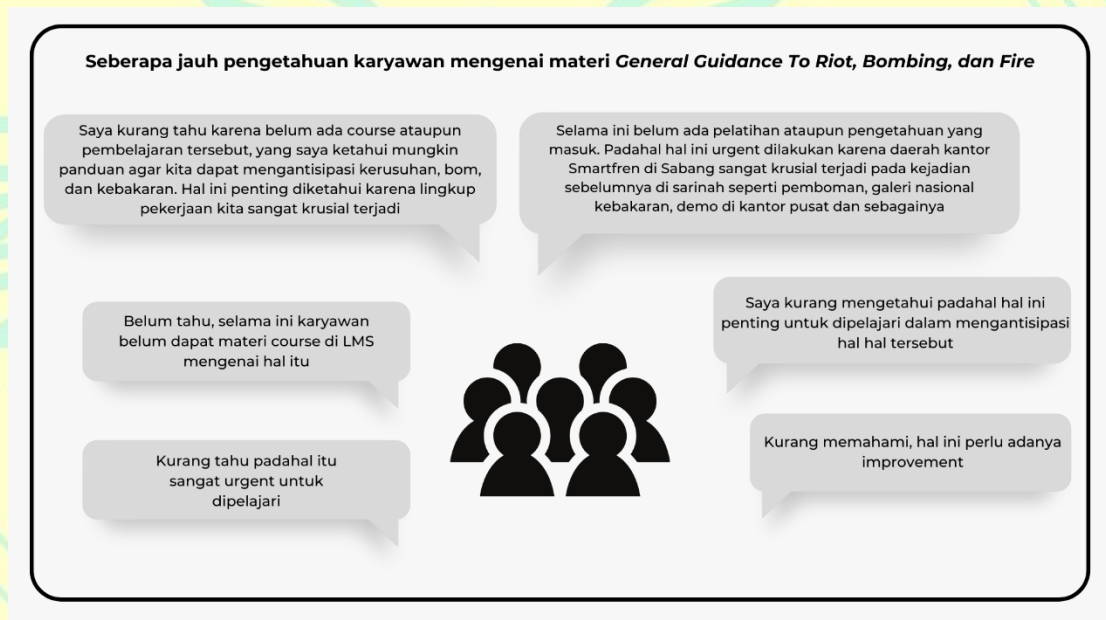 Seberapa jauh pengetahuan karyawan mengenai materi General Guidance To Riot, Bombing, dan Fire
Saya kurang tahu karena belum ada course ataupun
pembelajaran tersebut, yang saya ketahui mungkin
panduan agar kita dapat mengantisipasi kerusuhan, bom,
dan kebakaran. Hal ini penting diketahui karena lingkup
pekerjaan kita sangat krusial terjadi
Selama ini belum ada pelatihan ataupun pengetahuan yang
masuk. Padahal hal ini urgent dilakukan karena daerah kantor
Smartfren di Sabang sangat krusial terjadi pada kejadian
sebelumnya di sarinah seperti pemboman, galeri nasional
kebakaran, demo di kantor pusat dan sebagainya
Belum tahu, selama ini karyawan
belum dapat materi course di LMS
mengenai hal itu
Saya kurang mengetahui padahal hal ini
penting untuk dipelajari dalam mengantisipasi
hal hal tersebut
Kurang tahu padahal itu
sangat urgent untuk
dipelajari
Kurang memahami, hal ini perlu adanya
improvement